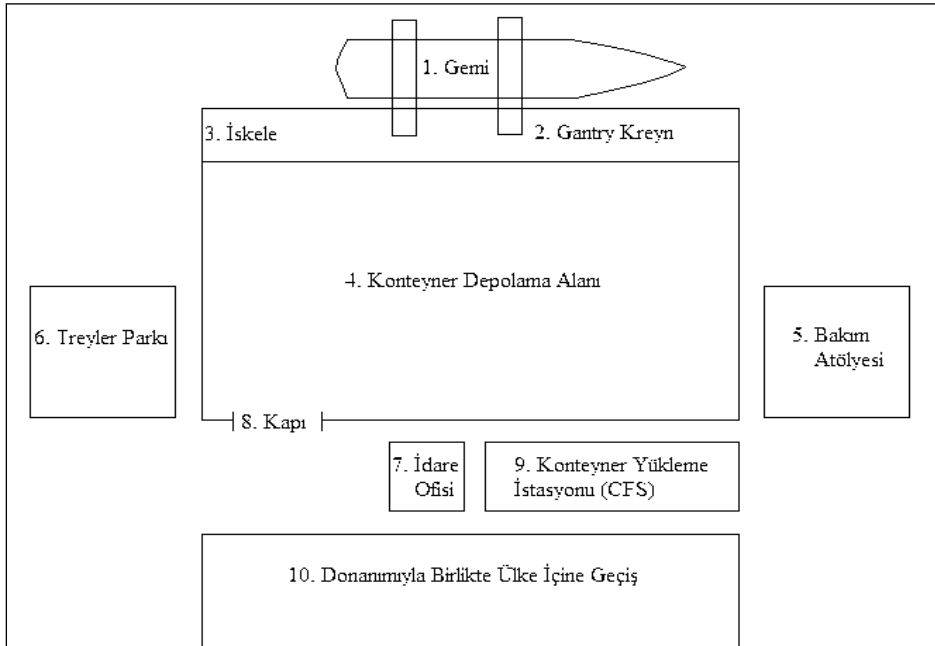 1. Gemi
3. İskele
2. Gantry Kreyn
4. Konteyner Depolama Alanı
6. Treyler Parkı
5. Bakım
Atölyesi
8. Kapı
7. İdare
Ofisi
9. Konteyner Yükleme
İstasyonu (CFS)
10. Donanımıyla Birlikte Ülke İçine Geçiş